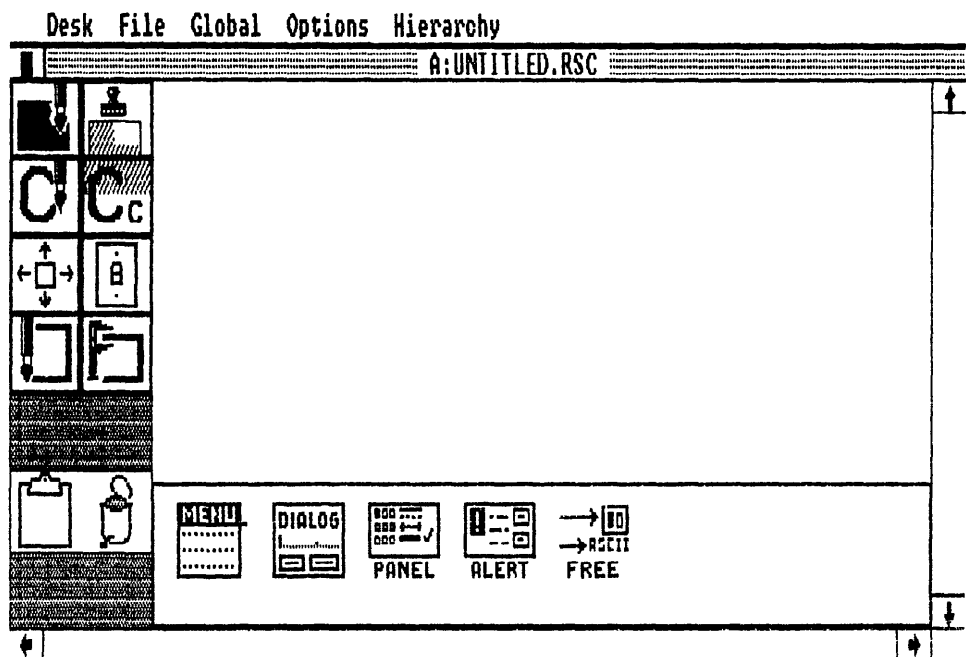 Desk File Global Options Hierarchy
A:UNTITLED.RSC
C C c
MENU DIALOG
ASCII
PANEL ALERT FREE